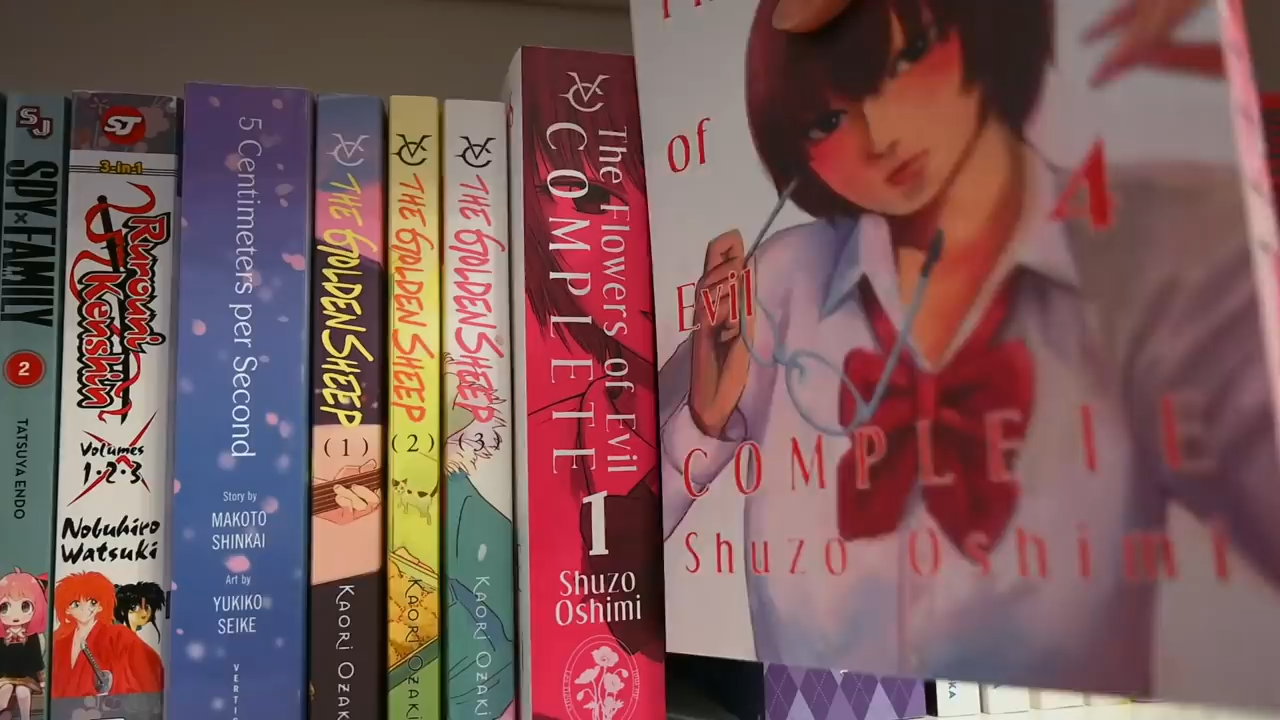 SJ
SPY×FAMILY
2
TATSUYA ENDO
ST
3-in-1
Rurouni
Kenshin
Volumes
1•2•3
Nobuhiro
Watsuki
5 Centimeters per Second
Story by
MAKOTO
SHINKAI
Art by
YUKIKO
SEIKE
THE GOLDEN SHEEP
(1)
KAORI OZAK
THE GOLDEN SHEEP
(2)
KAORI OZAKI
THE GOLDEN SHEEP
(3)
KAORI OZAKI
The Flowers of Evil
COMPLETE
1
Shuzo
Oshimi
of
Evil
4
COMPLETE
Shuzo Oshimi